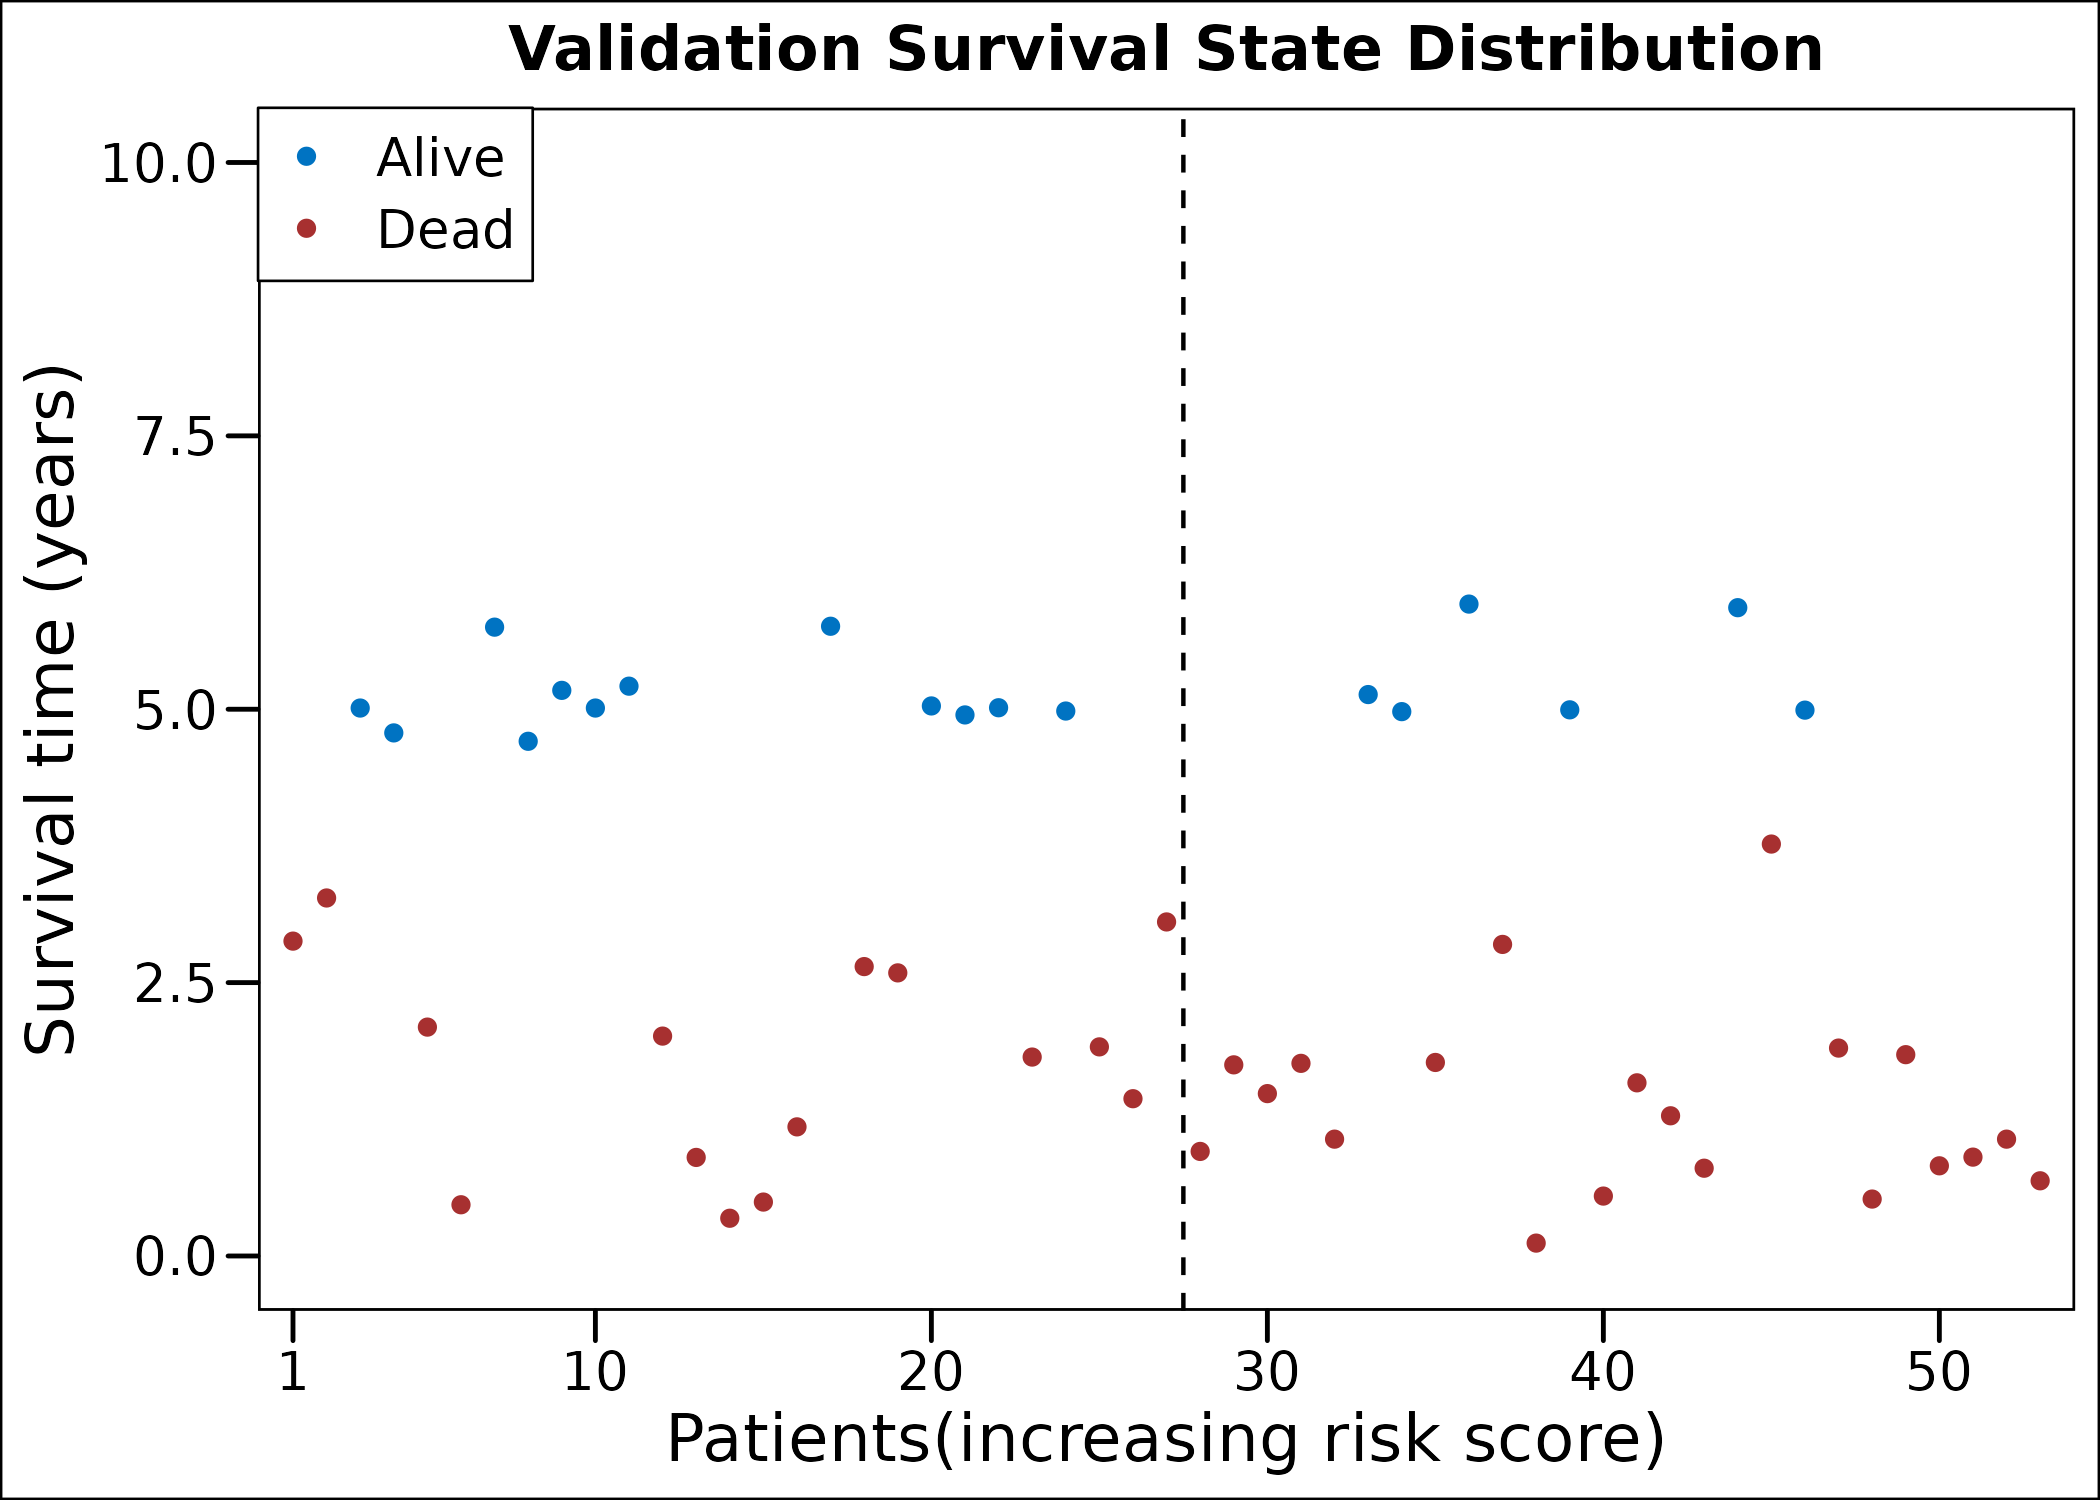 Validation Survival State Distribution
Alive
Dead
10.0
7.5
5.0
2.5
0.0
Survival time (years)
1 10 20 30 40 50
Patients(increasing risk score)